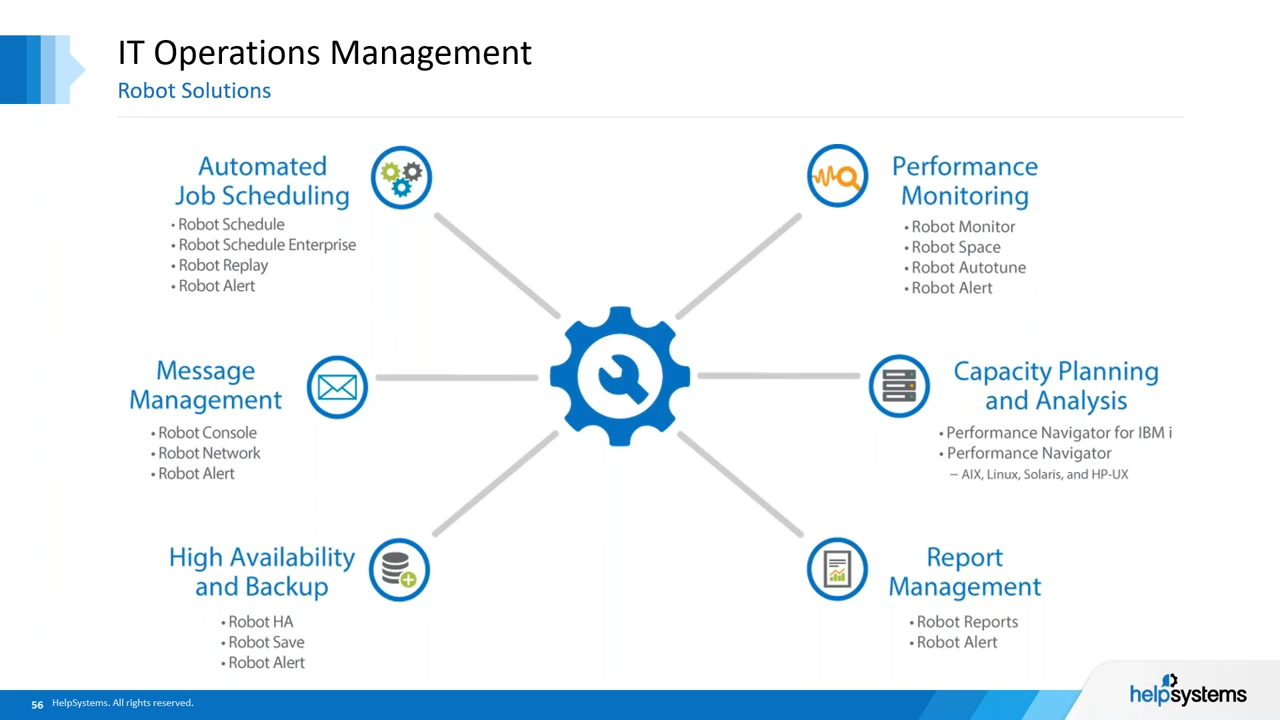 IT Operations Management
Robot Solutions
Automated
Job Scheduling
• Robot Schedule
• Robot Schedule Enterprise
• Robot Replay
• Robot Alert
Performance
Monitoring
• Robot Monitor
• Robot Space
• Robot Autotune
• Robot Alert
Message
Management
• Robot Console
• Robot Network
• Robot Alert
Capacity Planning
and Analysis
• Performance Navigator for IBM i
• Performance Navigator
– AIX, Linux, Solaris, and HP-UX
High Availability
and Backup
• Robot HA
• Robot Save
• Robot Alert
Report
Management
• Robot Reports
• Robot Alert
56 HelpSystems. All rights reserved.
helpsystems